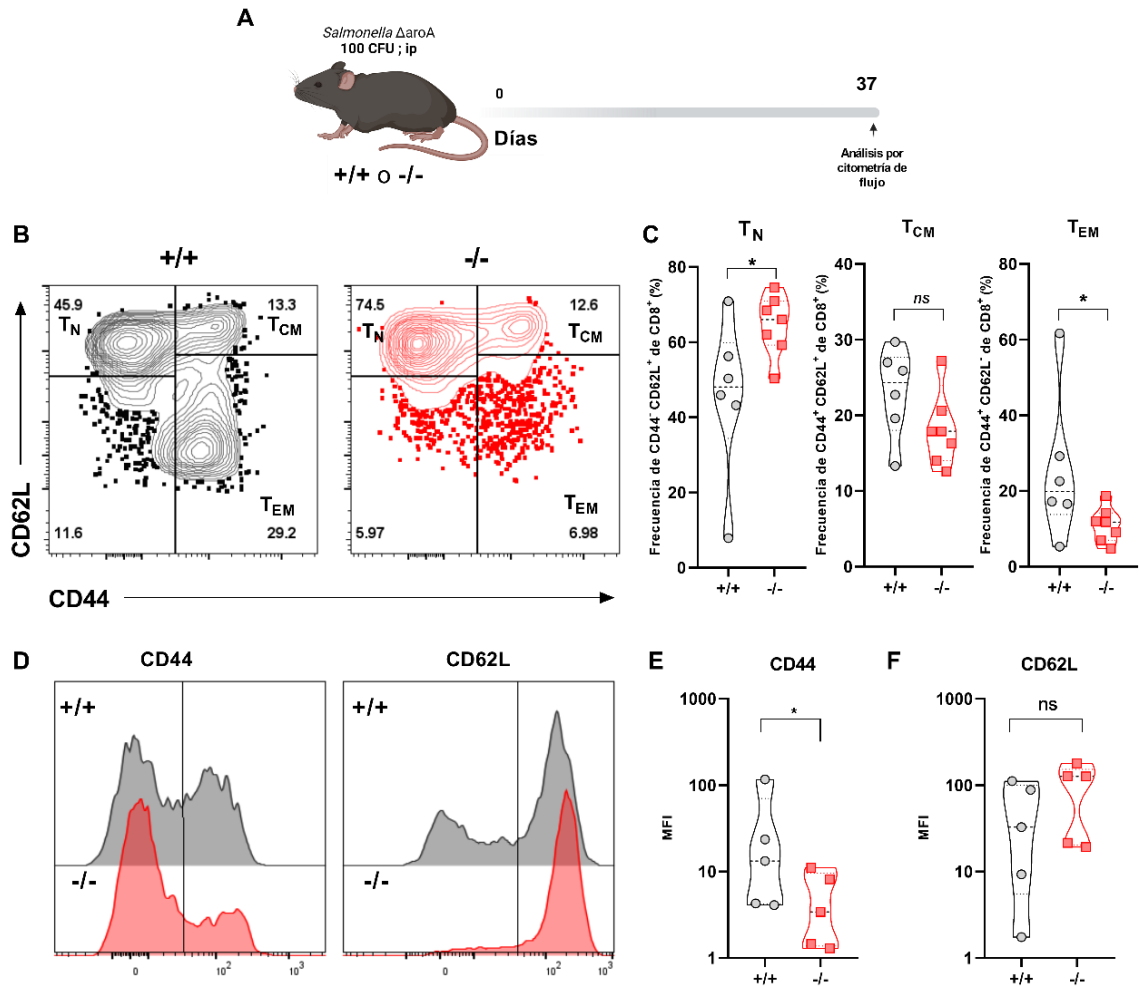 A
Salmonella ΔaroA
100 CFU ; ip
0
37
Días
Análisis por
citometría de
flujo
+/+ o -/-
B
+/+
-/-
45.9
13.3
74.5
12.6
TN
TCM
TN
TCM
TEM
TEM
11.6
29.2
5.97
6.98
CD62L
CD44
C
TN
TCM
TEM
Frecuencia de CD44- CD62L+ de CD8+ (%)
80
60
40
20
0
*
+/+
-/-
Frecuencia de CD44+ CD62L+ de CD8+ (%)
40
30
20
10
0
ns
+/+
-/-
Frecuencia de CD44+ CD62L- de CD8+ (%)
80
60
40
20
0
*
+/+
-/-
D
CD44
CD62L
+/+
+/+
-/-
-/-
0
10²
10³
0
10²
10³
E
CD44
MFI
1000
100
10
1
*
+/+
-/-
F
CD62L
MFI
1000
100
10
1
ns
+/+
-/-